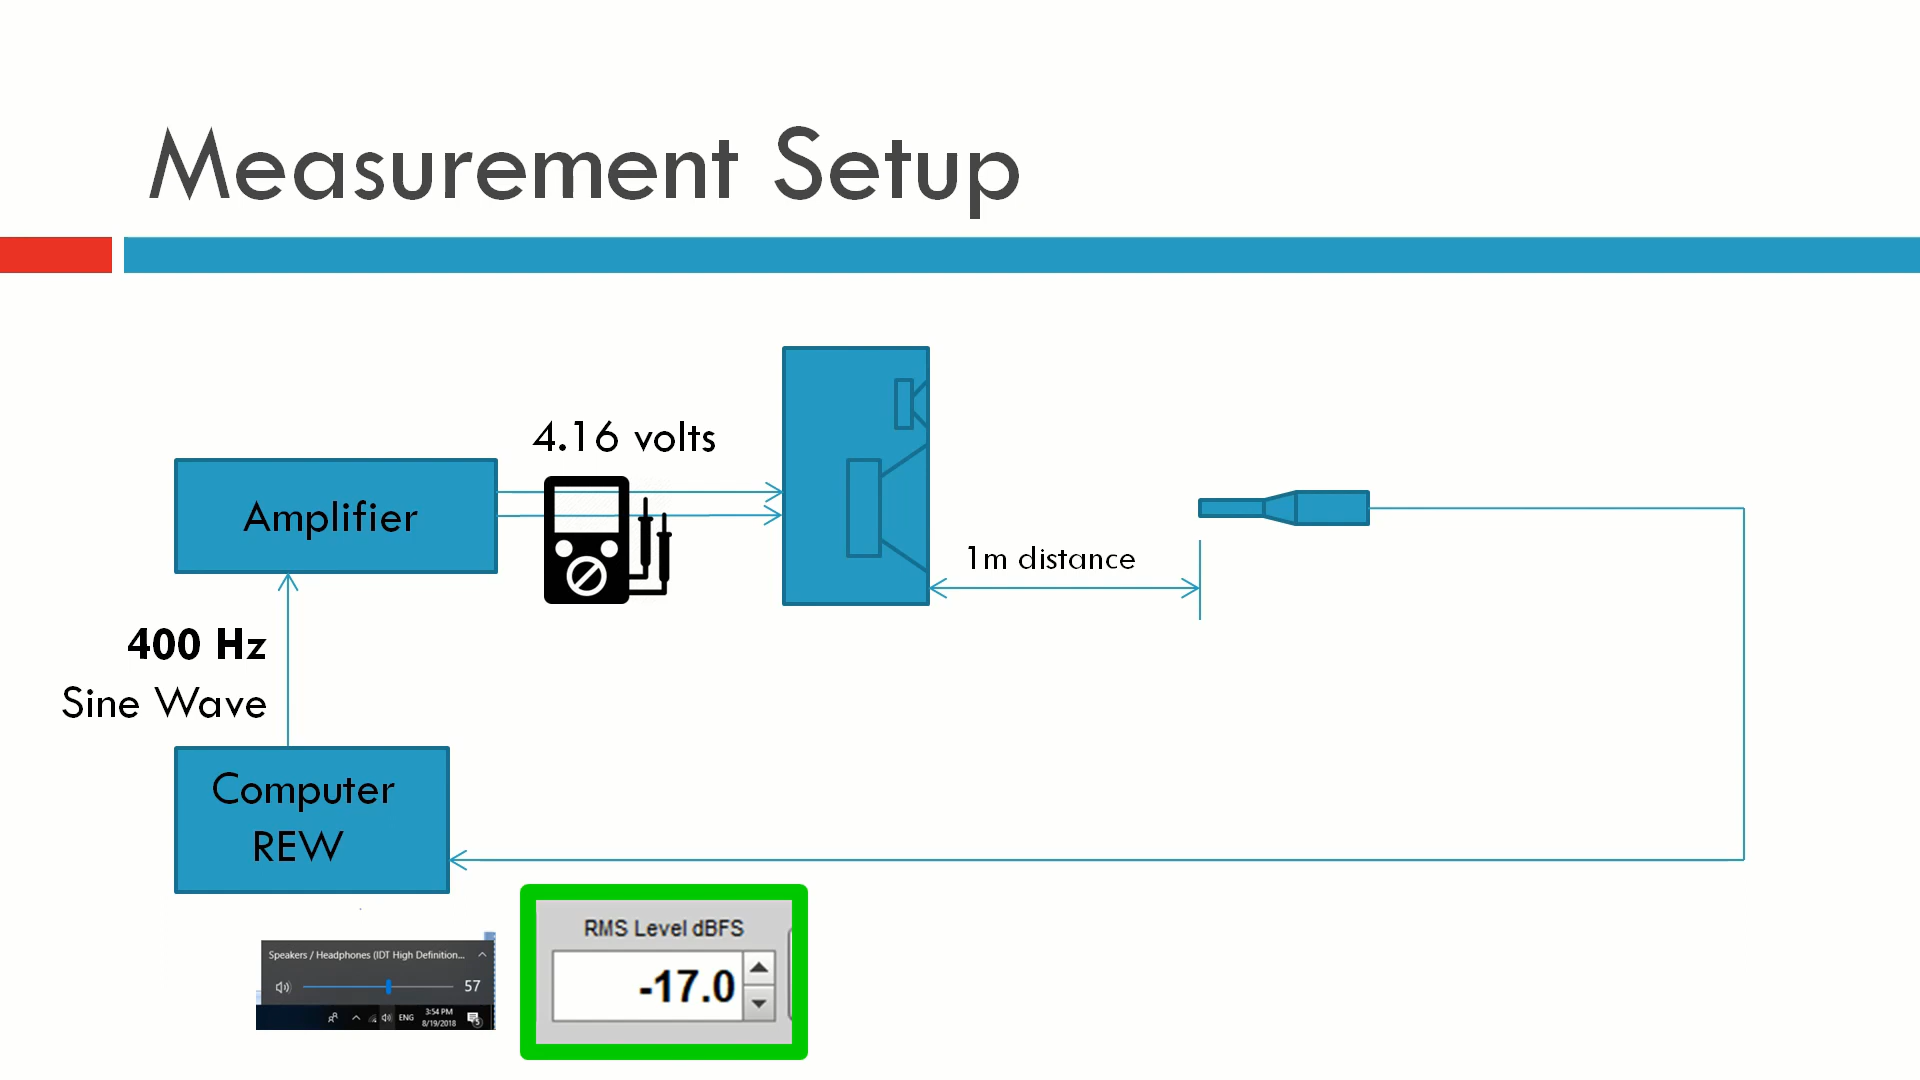 Measurement Setup
4.16 volts
Amplifier
1m distance
400 Hz
Sine Wave
Computer
REW
RMS Level dBFS
-17.0
Speakers / Headphones (IDT High Definition...
57
ENG
3:54 PM
8/19/2018
5